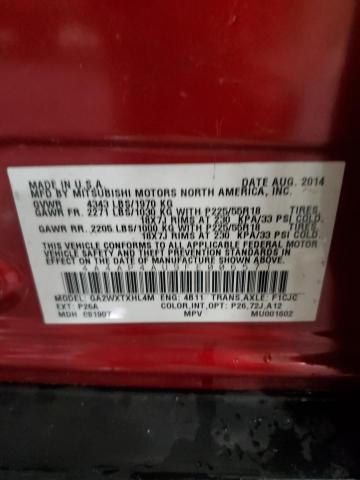 MADE IN U.S.A. DATE AUG. 2014
MFD BY MITSUBISHI MOTORS NORTH AMERICA, INC.
GVWR 4343 LBS/1970 KG
GAWR FR. 2271 LBS/1030 KG WITH P225/55R18 TIRES,
18X7J RIMS AT 230 KPA/33 PSI COLD.
GAWR RR. 2205 LBS/1000 KG WITH P225/55R18 TIRES,
18X7J RIMS AT 230 KPA/33 PSI COLD.
THIS VEHICLE CONFORMS TO ALL APPLICABLE FEDERAL
MOTOR VEHICLE SAFETY STANDARDS IN
EFFECT ON THE DATE OF MANUFACTURE SHOWN ABOVE.
MODEL: GA2WXTXHL4M ENG: 4B11 TRANS,AXLE: F1CJC
EXT: P26A COLOR,INT,OPT: P26,72J,A12
MDH C81907 MPV MU001602